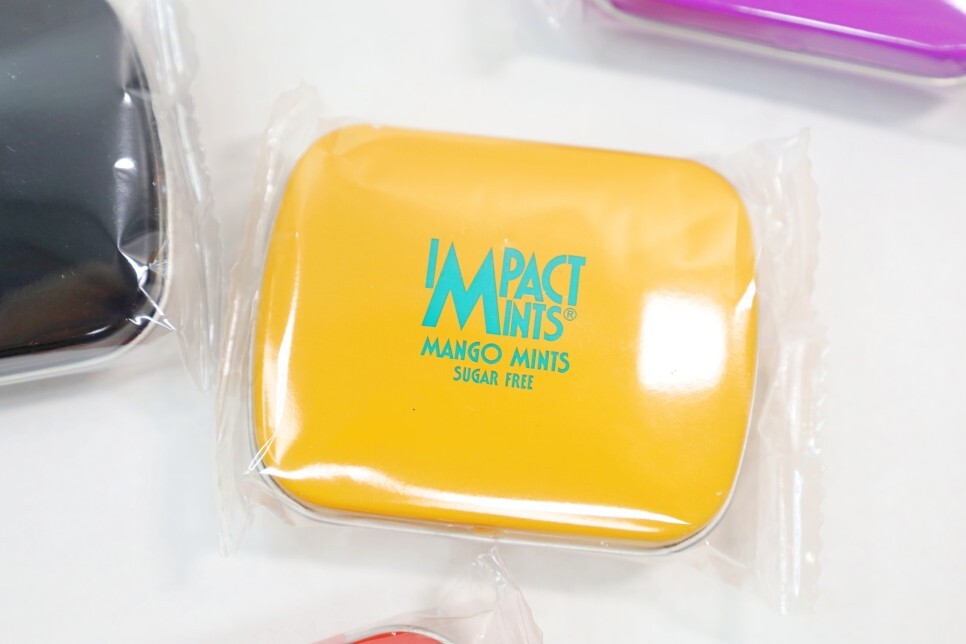 IMPACT
MINTS®
MANGO MINTS
SUGAR FREE